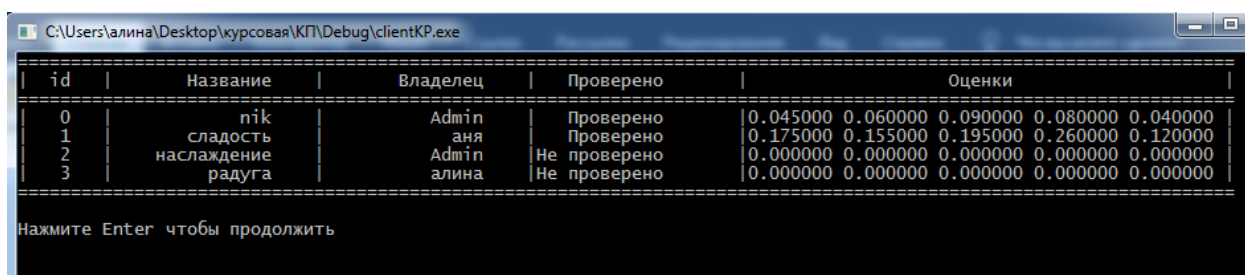 C:\Users\алина\Desktop\курсовая\КП\Debug\clientKP.exe
================================================================
| id | Название | Владелец | Проверено | Оценки |
================================================================
| 0 | nik | Admin | Проверено |0.045000 0.060000 0.090000 0.080000 0.040000 |
| 1 | сладость | аня | Проверено |0.175000 0.155000 0.195000 0.260000 0.120000 |
| 2 | наслаждение | Admin |Не проверено |0.000000 0.000000 0.000000 0.000000 0.000000 |
| 3 | радуга | алина |Не проверено |0.000000 0.000000 0.000000 0.000000 0.000000 |
================================================================
Нажмите Enter чтобы продолжить